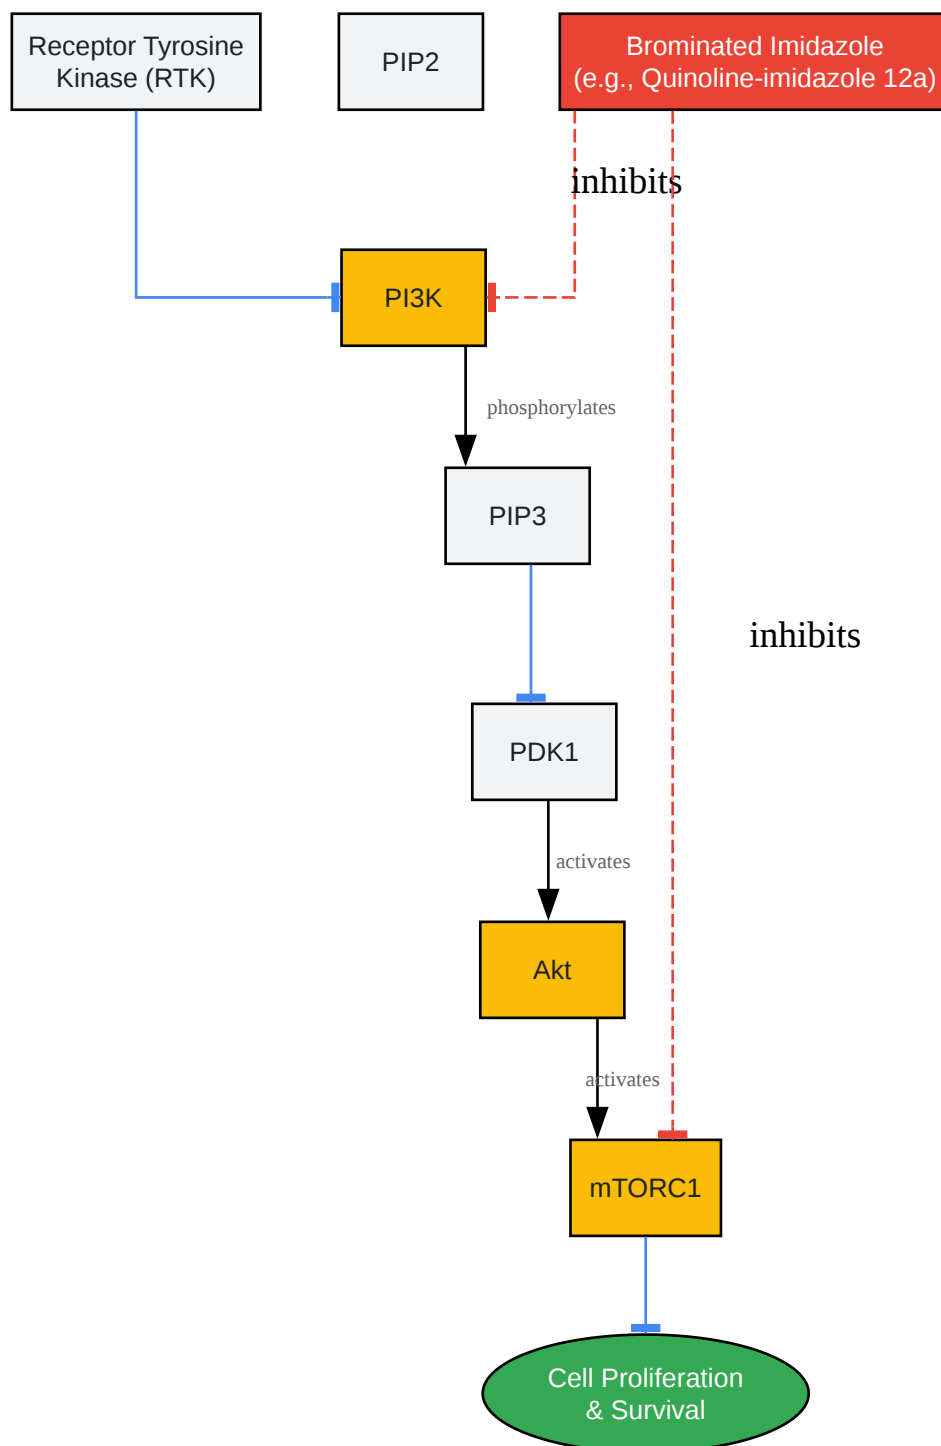 Receptor Tyrosine
Kinase (RTK)
PIP2
Brominated Imidazole
(e.g., Quinoline-imidazole 12a)
inhibits
PI3K
phosphorylates
PIP3
inhibits
PDK1
activates
Akt
activates
mTORC1
Cell Proliferation
& Survival